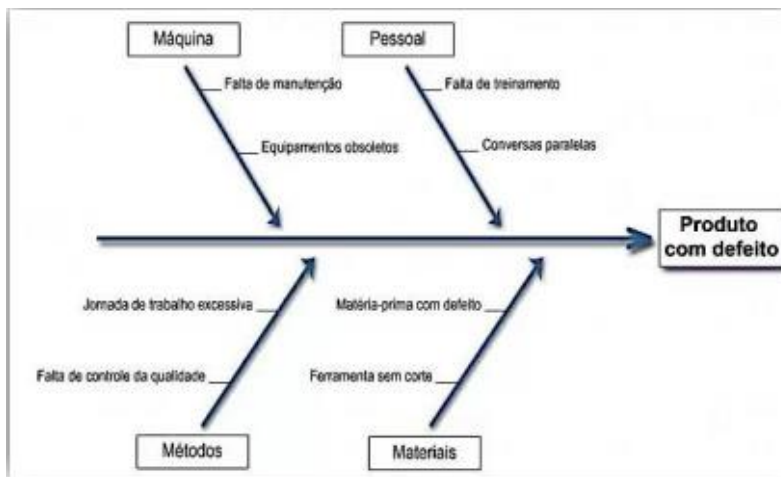 Máquina
Pessoal
Falta de manutenção
Falta de treinamento
Equipamentos obsoletos
Conversas paralelas
Produto
com defeito
Jornada de trabalho excessiva
Matéria-prima com defeito
Falta de controle da qualidade
Ferramenta sem corte
Métodos
Materiais